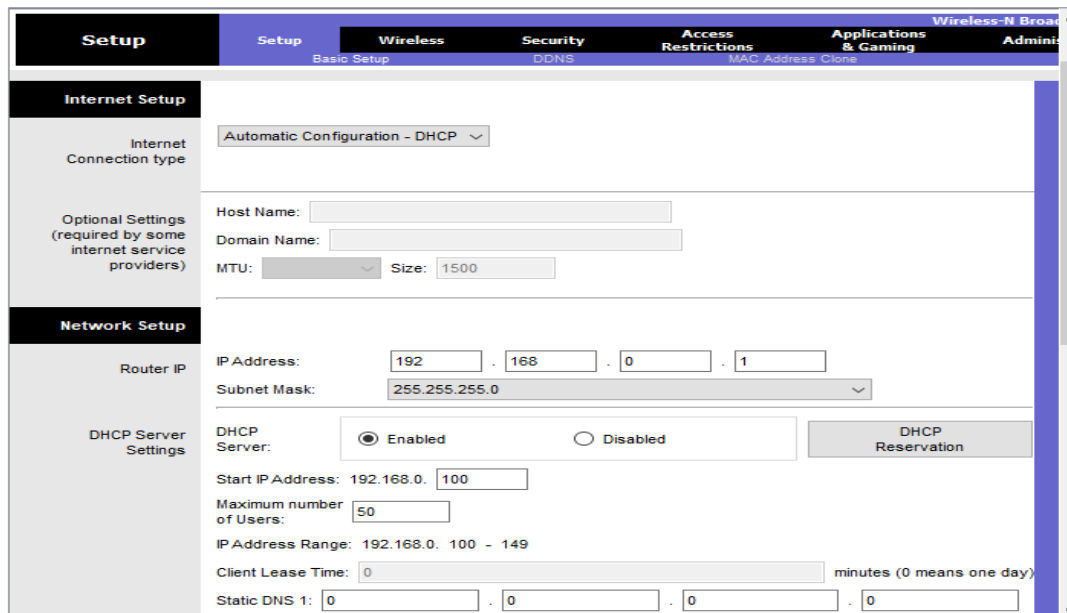 Wireless-N Broad
Setup
Setup Wireless Security Access Restrictions Applications & Gaming Adminis
Basic Setup DDNS MAC Address Clone
Internet Setup
Internet Connection type
Automatic Configuration - DHCP
Optional Settings (required by some internet service providers)
Host Name:
Domain Name:
MTU: Size: 1500
Network Setup
Router IP
IP Address: 192 . 168 . 0 . 1
Subnet Mask: 255.255.255.0
DHCP Server Settings
DHCP Server: Enabled Disabled DHCP Reservation
Start IP Address: 192.168.0. 100
Maximum number of Users: 50
IP Address Range: 192.168.0. 100 - 149
Client Lease Time: 0 minutes (0 means one day)
Static DNS 1: 0 . 0 . 0 . 0